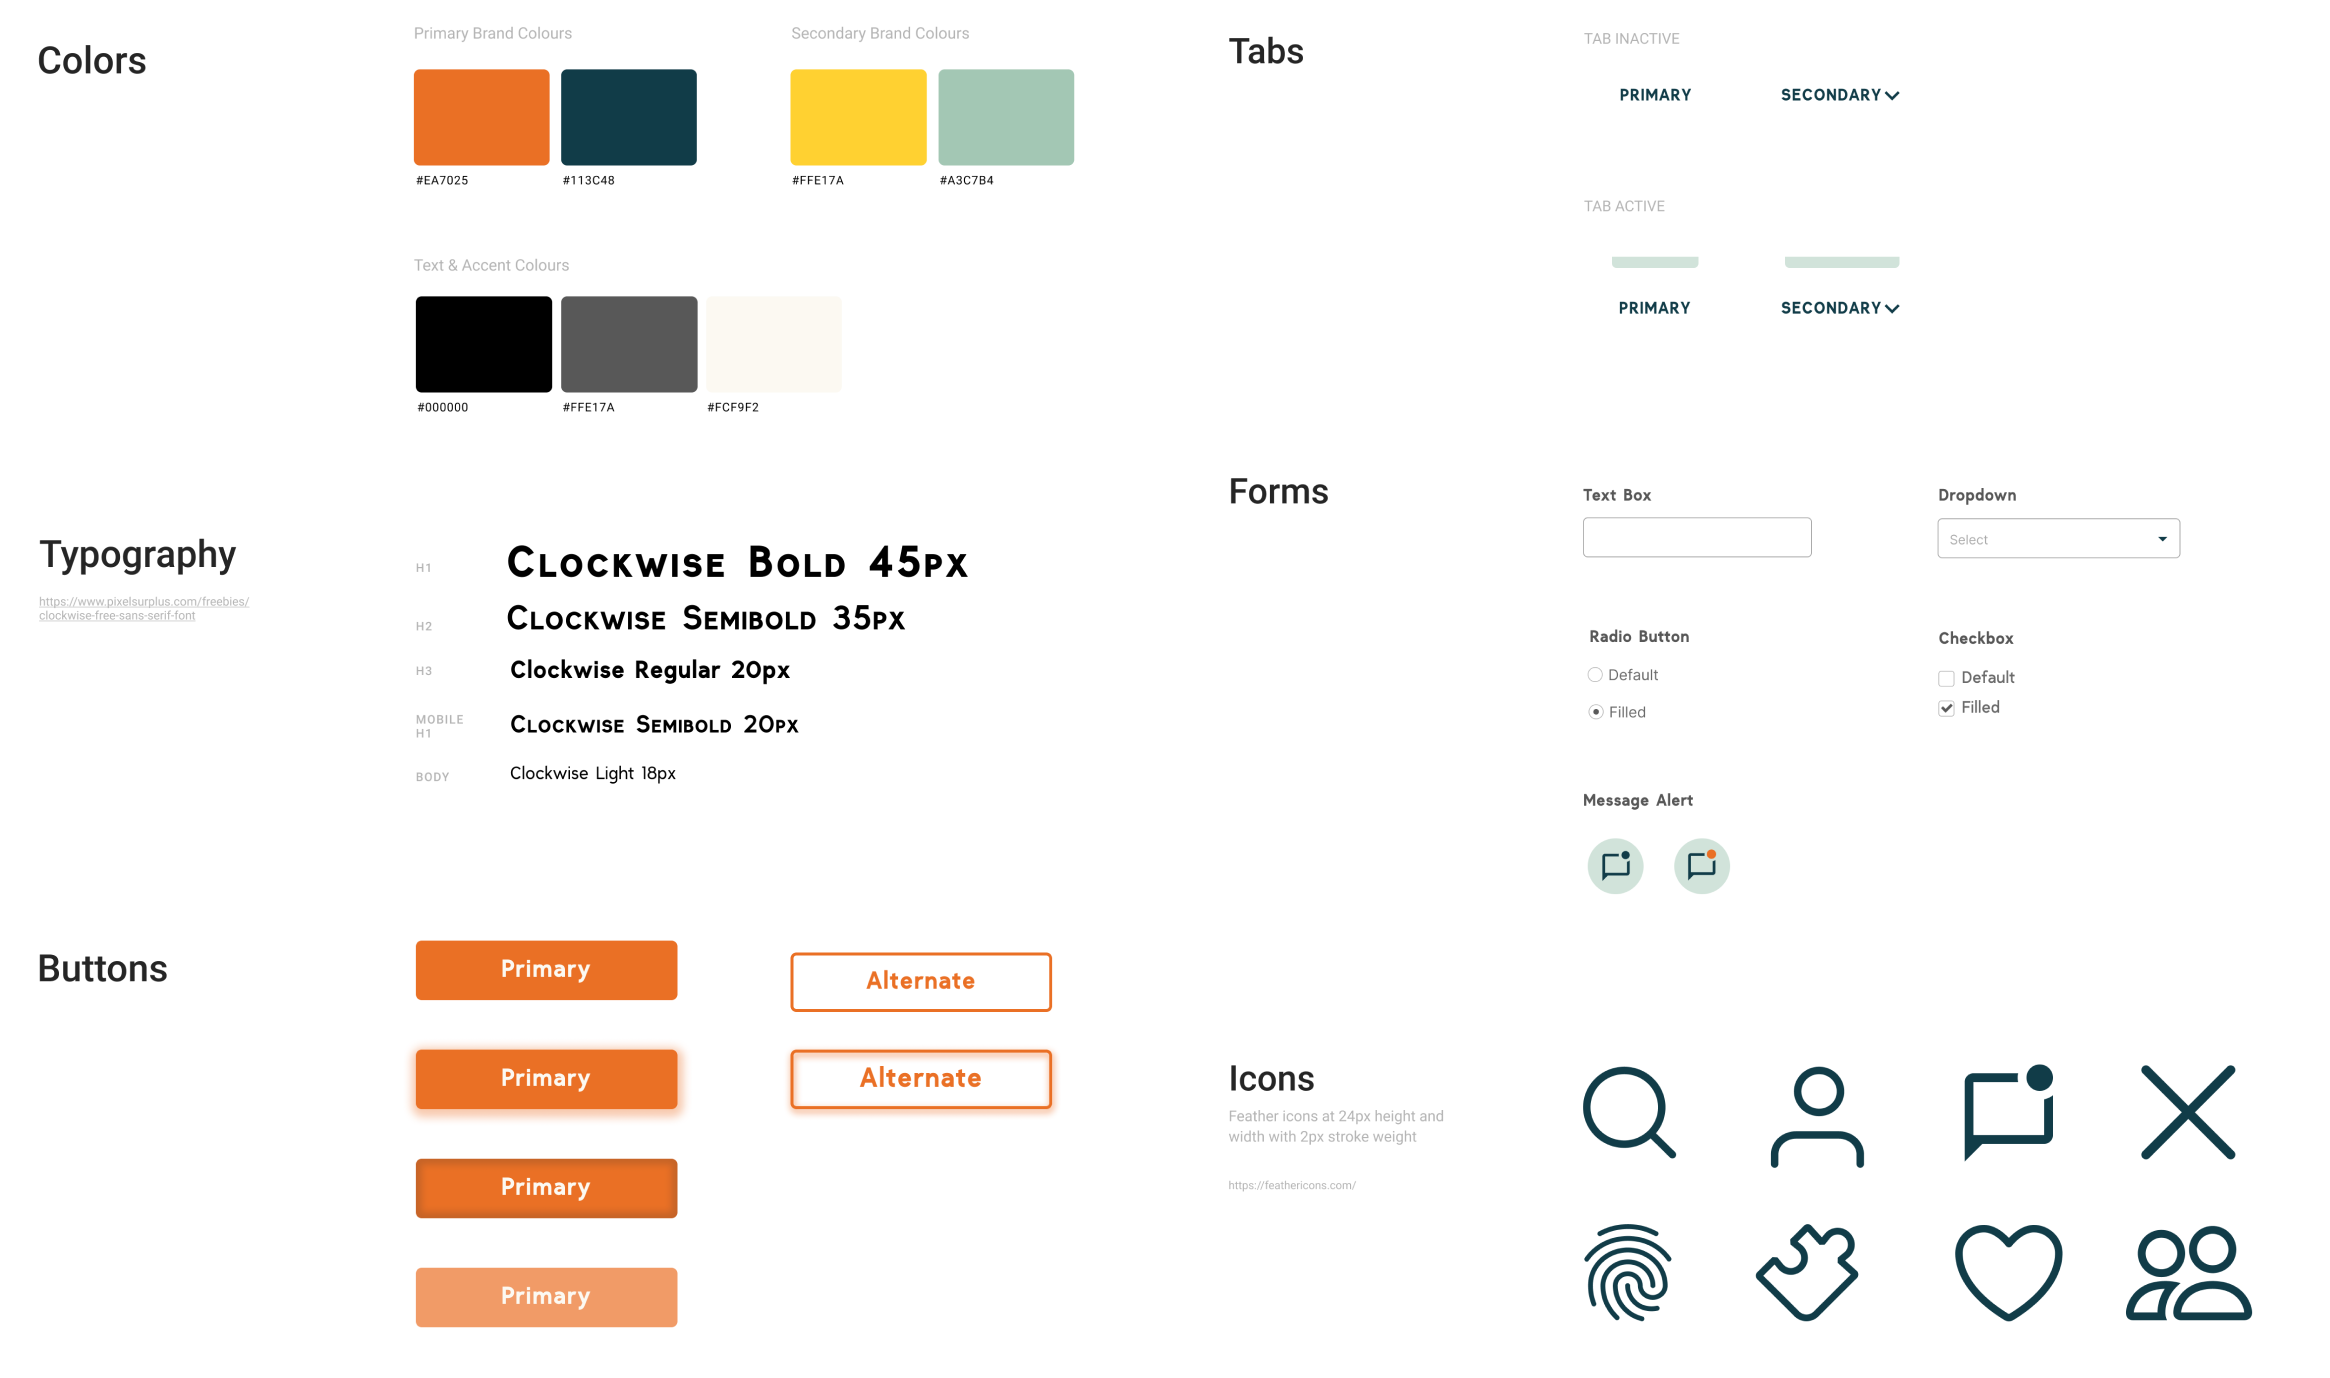 Colors
Primary Brand Colours
Secondary Brand Colours
#EA7025
#113C48
#FFE17A
#A3C7B4
Text & Accent Colours
#000000
#FFE17A
#FCF9F2
Typography
https://www.pixelsurplus.com/freebies/
clockwise-free-sans-serif-font
H1
Clockwise Bold 45px
H2
Clockwise Semibold 35px
H3
Clockwise Regular 20px
MOBILE
H1
Clockwise Semibold 20px
BODY
Clockwise Light 18px
Buttons
Primary
Alternate
Primary
Alternate
Primary
Primary
Tabs
TAB INACTIVE
PRIMARY
SECONDARY
TAB ACTIVE
PRIMARY
SECONDARY
Forms
Text Box
Dropdown
Select
Radio Button
Default
Filled
Checkbox
Default
Filled
Message Alert
Icons
Feather icons at 24px height and
width with 2px stroke weight
https://feathericons.com/